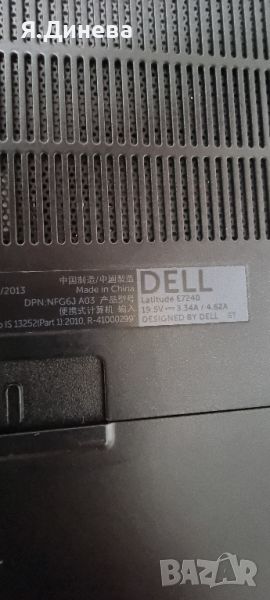 Я.Динева
中国制造/中國製造
/2013 Made in China
DPN:NFG6J A03 产品型号
便携式计算机 输入
IS 13252(Part 1):2010, R-41000299
DELL
Latitude E7240
19.5V⎓3.34A / 4.62A
DESIGNED BY DELL ST
BAZAR